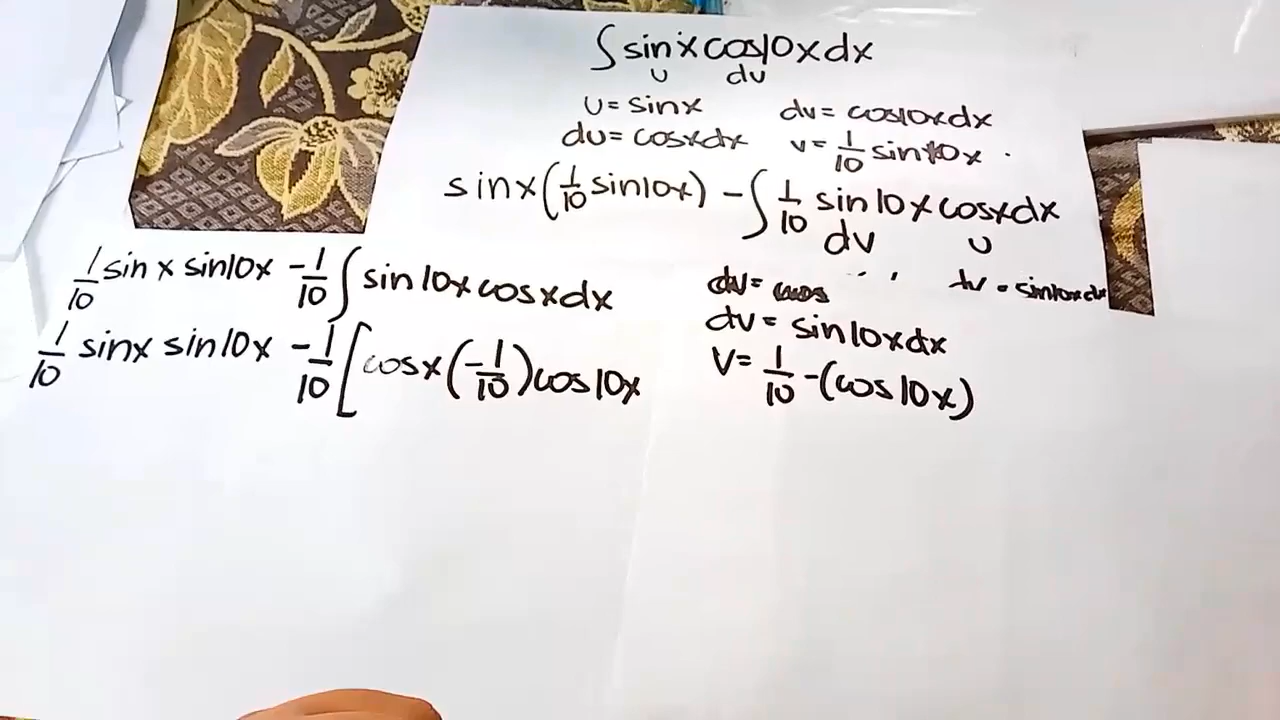 ∫ sin x cos10x dx
u dv
u = sinx dv = cos10xdx
du = cosxdx v = 1/10 sin10x
sinx(1/10 sin10x) - ∫ 1/10 sin10x cosxdx
dv u
1/10 sin x sin10x - 1/10 ∫ sin10x cosxdx
dv = cos dv = sin10xdx
dv = sin10xdx
1/10 sinx sin10x - 1/10 [cosx(-1/10)cos10x
v = 1/10 -(cos10x)